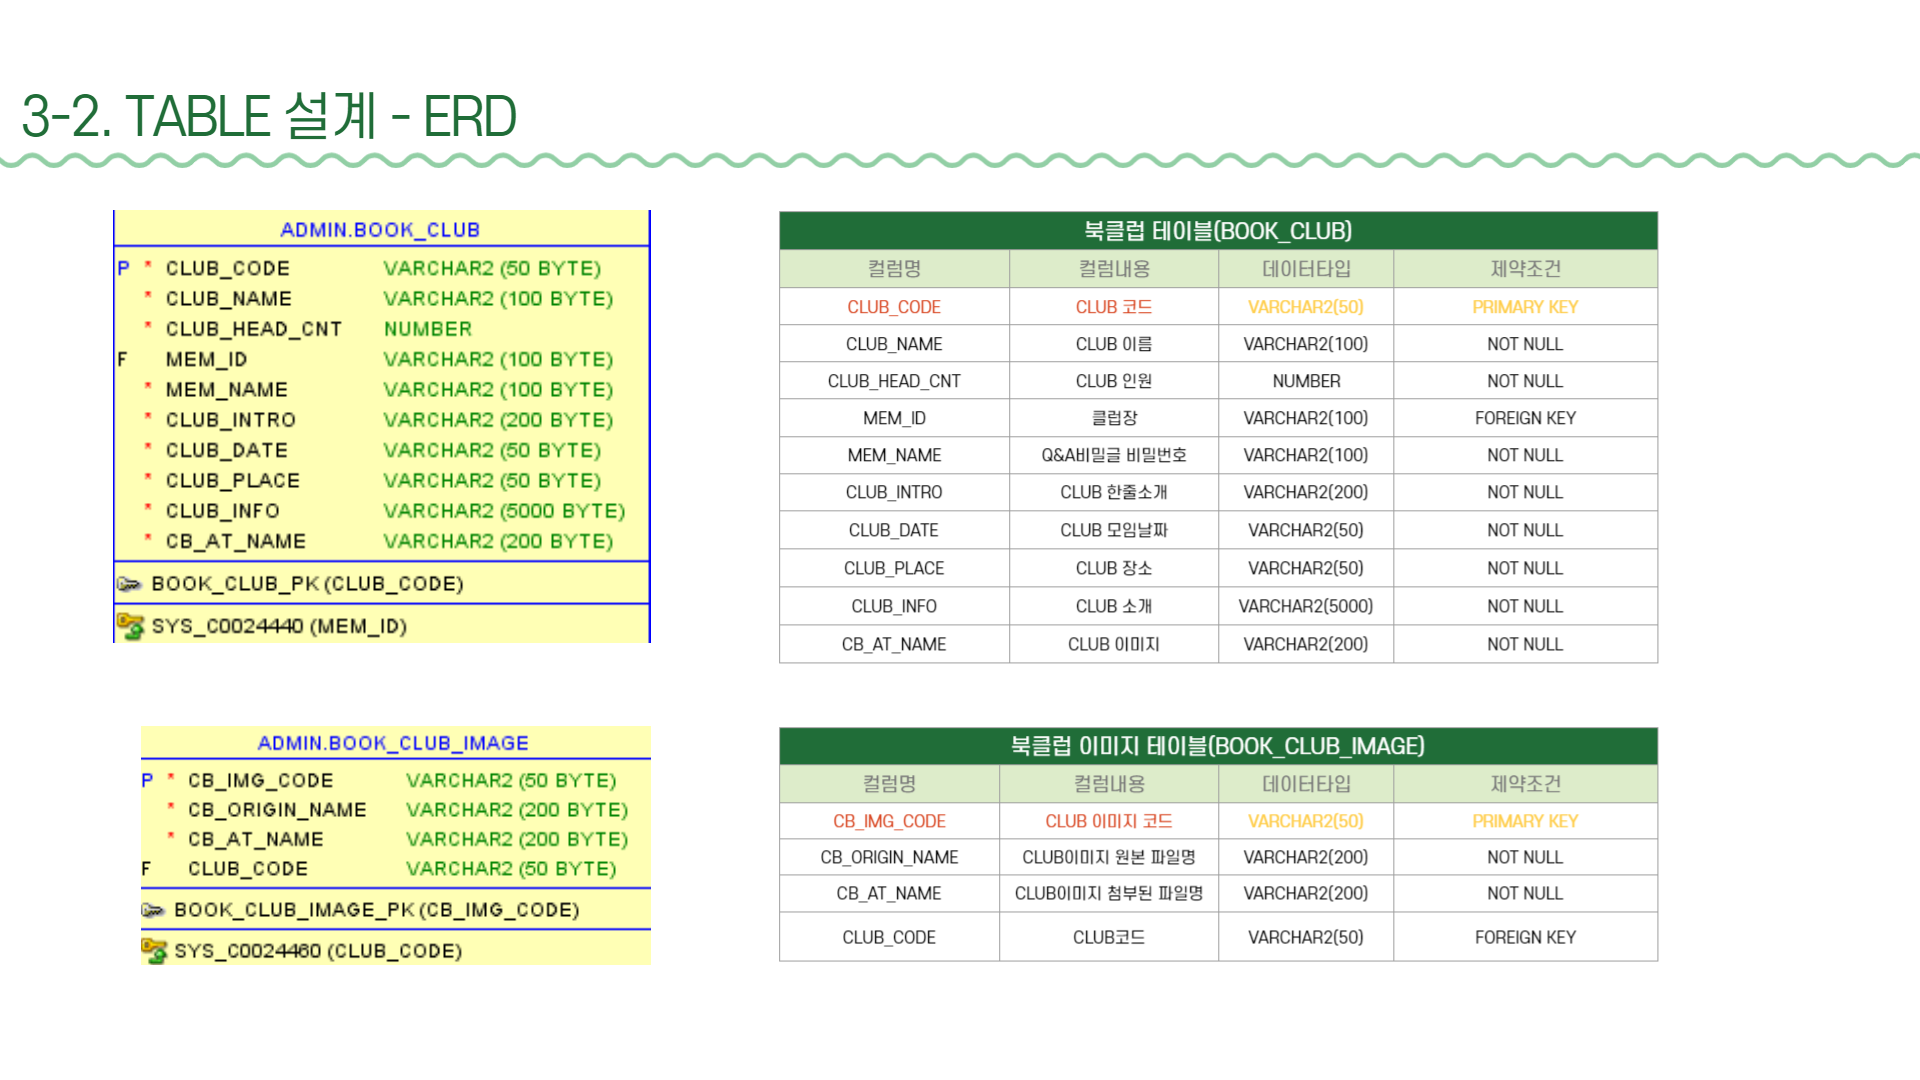 3-2. TABLE 설계 - ERD
ADMIN.BOOK_CLUB
P * CLUB_CODE VARCHAR2 (50 BYTE)
* CLUB_NAME VARCHAR2 (100 BYTE)
* CLUB_HEAD_CNT NUMBER
F MEM_ID VARCHAR2 (100 BYTE)
* MEM_NAME VARCHAR2 (100 BYTE)
* CLUB_INTRO VARCHAR2 (200 BYTE)
* CLUB_DATE VARCHAR2 (50 BYTE)
* CLUB_PLACE VARCHAR2 (50 BYTE)
* CLUB_INFO VARCHAR2 (5000 BYTE)
* CB_AT_NAME VARCHAR2 (200 BYTE)
BOOK_CLUB_PK (CLUB_CODE)
SYS_C0024440 (MEM_ID)
북클럽 테이블(BOOK_CLUB)
컬럼명 컬럼내용 데이터타입 제약조건
CLUB_CODE CLUB 코드 VARCHAR2(50) PRIMARY KEY
CLUB_NAME CLUB 이름 VARCHAR2(100) NOT NULL
CLUB_HEAD_CNT CLUB 인원 NUMBER NOT NULL
MEM_ID 클럽장 VARCHAR2(100) FOREIGN KEY
MEM_NAME Q&A비밀글 비밀번호 VARCHAR2(100) NOT NULL
CLUB_INTRO CLUB 한줄소개 VARCHAR2(200) NOT NULL
CLUB_DATE CLUB 모임날짜 VARCHAR2(50) NOT NULL
CLUB_PLACE CLUB 장소 VARCHAR2(50) NOT NULL
CLUB_INFO CLUB 소개 VARCHAR2(5000) NOT NULL
CB_AT_NAME CLUB 이미지 VARCHAR2(200) NOT NULL
ADMIN.BOOK_CLUB_IMAGE
P * CB_IMG_CODE VARCHAR2 (50 BYTE)
* CB_ORIGIN_NAME VARCHAR2 (200 BYTE)
* CB_AT_NAME VARCHAR2 (200 BYTE)
F CLUB_CODE VARCHAR2 (50 BYTE)
BOOK_CLUB_IMAGE_PK (CB_IMG_CODE)
SYS_C0024460 (CLUB_CODE)
북클럽 이미지 테이블(BOOK_CLUB_IMAGE)
컬럼명 컬럼내용 데이터타입 제약조건
CB_IMG_CODE CLUB 이미지 코드 VARCHAR2(50) PRIMARY KEY
CB_ORIGIN_NAME CLUB이미지 원본 파일명 VARCHAR2(200) NOT NULL
CB_AT_NAME CLUB이미지 첨부된 파일명 VARCHAR2(200) NOT NULL
CLUB_CODE CLUB코드 VARCHAR2(50) FOREIGN KEY